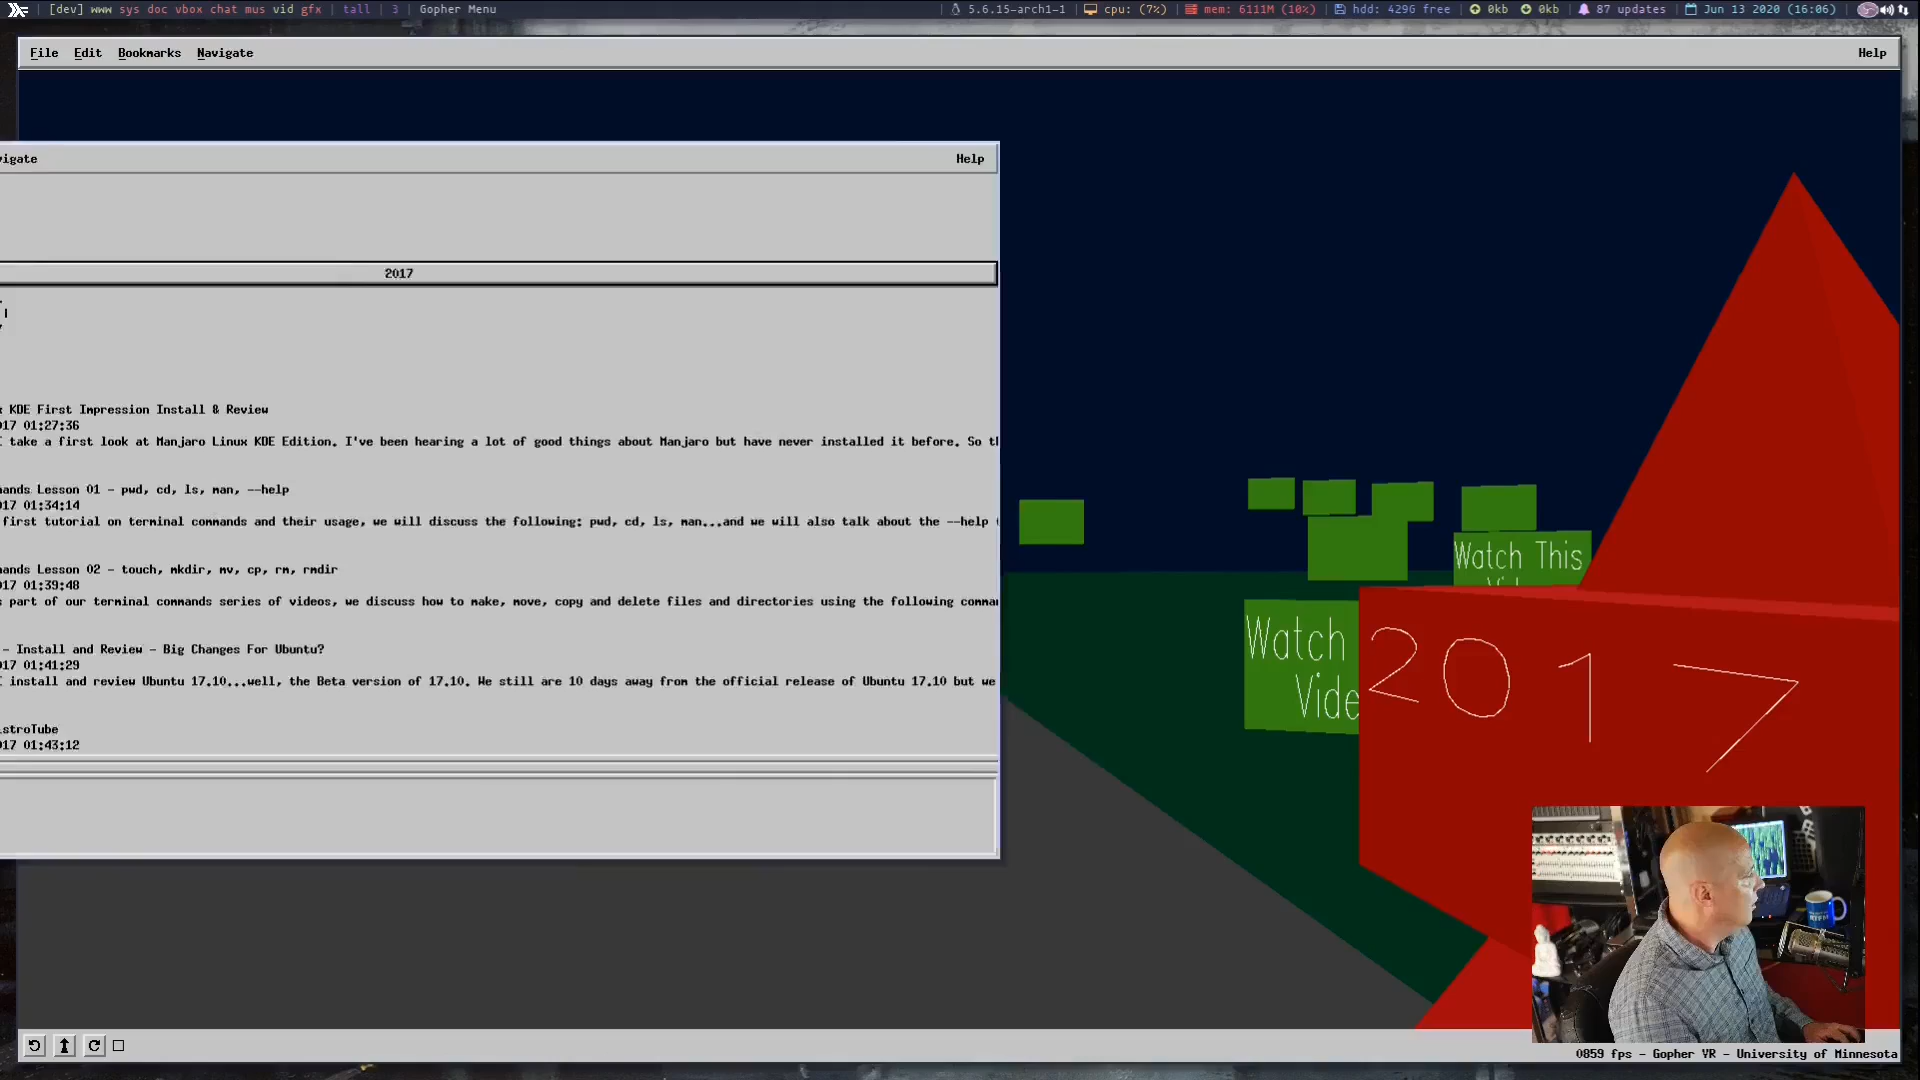 [dev] www sys doc vbox chat mus vid gfx | tall | 3 | Gopher Menu
5.6.15-arch1-1 | cpu: (7%) | mem: 6111M (10%) | hdd: 429G free | 0kb 0kb | 87 updates | Jun 13 2020 (16:06)
File Edit Bookmarks Navigate Help
vigate Help
2017
KDE First Impression Install & Review
017 01:27:36
I take a first look at Manjaro Linux KDE Edition. I've been hearing a lot of good things about Manjaro but have never installed it before. So th
ands Lesson 01 - pwd, cd, ls, man, --help
017 01:34:14
first tutorial on terminal commands and their usage, we will discuss the following: pwd, cd, ls, man...and we will also talk about the --help
ands Lesson 02 - touch, mkdir, mv, cp, rm, rmdir
017 01:39:48
s part of our terminal commands series of videos, we discuss how to make, move, copy and delete files and directories using the following comma
- Install and Review - Big Changes For Ubuntu?
017 01:41:29
I install and review Ubuntu 17.10...well, the Beta version of 17.10. We still are 10 days away from the official release of Ubuntu 17.10 but we
istroTube
017 01:43:12
Watch This
Watch
Vide
2017
0859 fps - Gopher VR - University of Minnesota